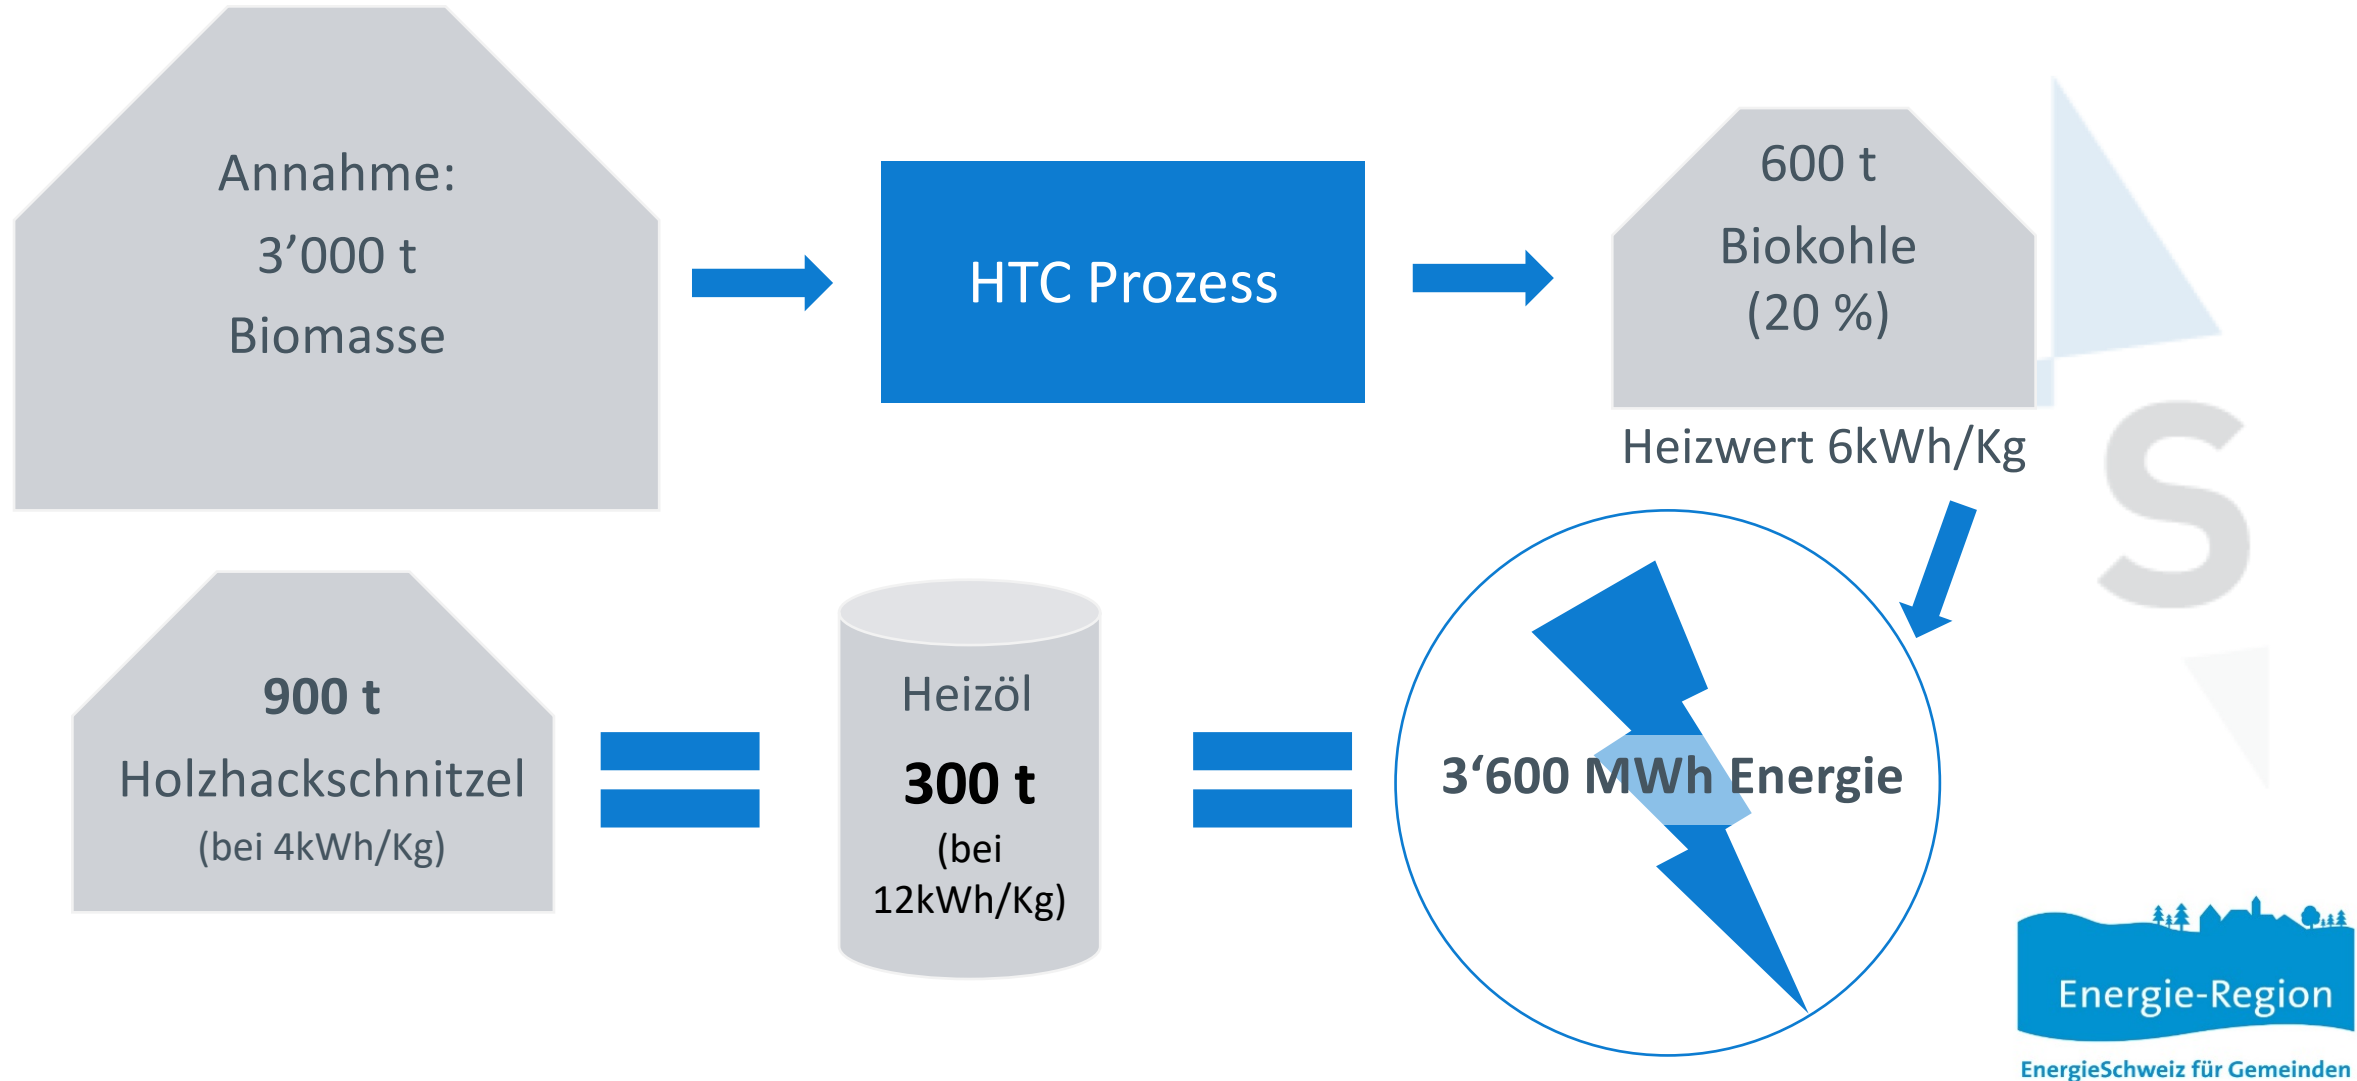 Annahme:
3’000 t
Biomasse
HTC Prozess
600 t
Biokohle
(20 %)
Heizwert 6kWh/Kg
900 t
Holzhackschnitzel
(bei 4kWh/Kg)
Heizöl
300 t
(bei
12kWh/Kg)
3‘600 MWh Energie
S
Energie-Region
EnergieSchweiz für Gemeinden